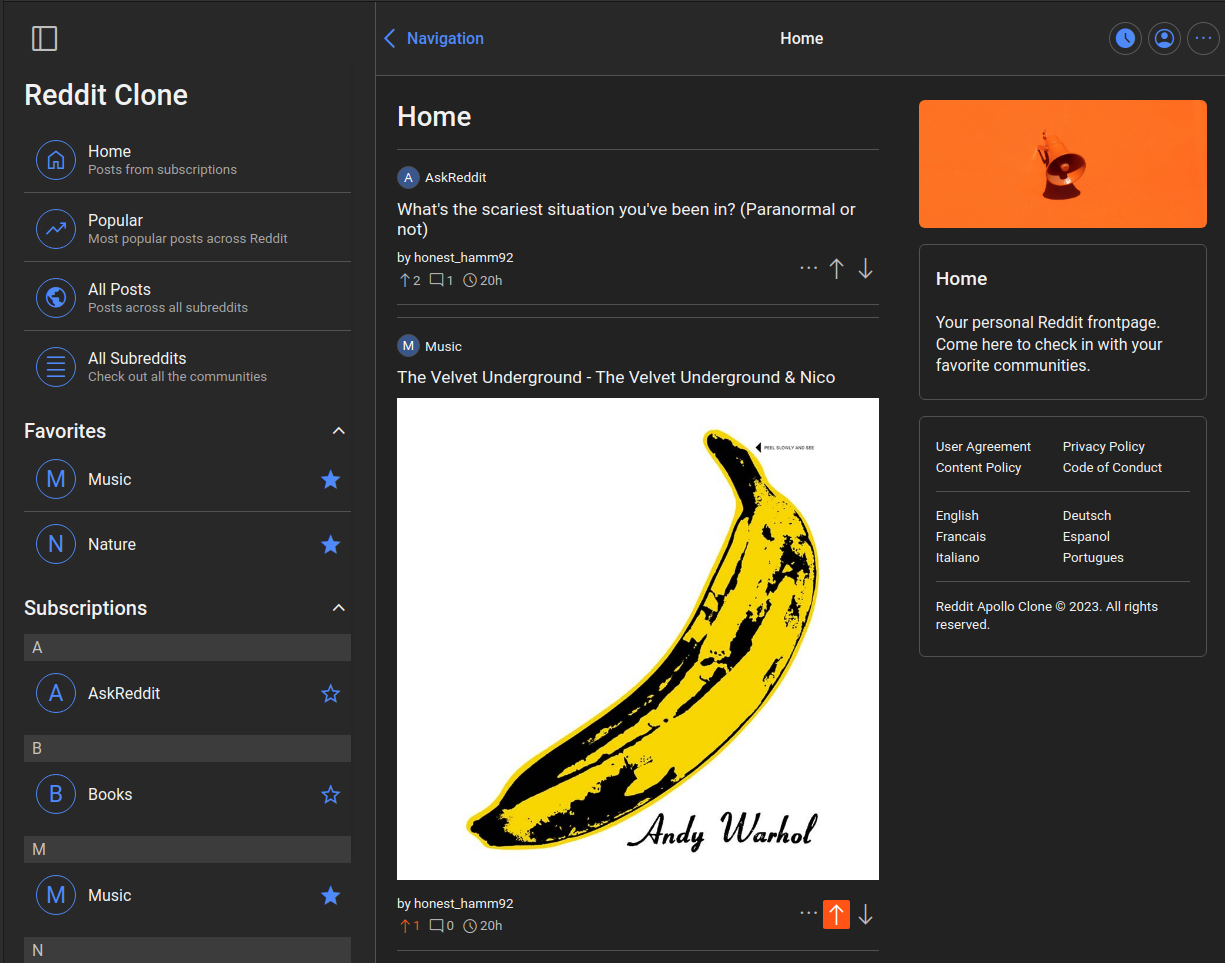 Reddit Clone
Home
Posts from subscriptions
Popular
Most popular posts across Reddit
All Posts
Posts across all subreddits
All Subreddits
Check out all the communities
Favorites
M Music
N Nature
Subscriptions
A
A AskReddit
B
B Books
M
M Music
N
Navigation
Home
Home
A AskReddit
What's the scariest situation you've been in? (Paranormal or
not)
by honest_hamm92
2 1 20h
M Music
The Velvet Underground - The Velvet Underground & Nico
PEEL SLOWLY AND SEE
Andy Warhol
by honest_hamm92
1 0 20h
Home
Your personal Reddit frontpage.
Come here to check in with your
favorite communities.
User Agreement Privacy Policy
Content Policy Code of Conduct
English Deutsch
Francais Espanol
Italiano Portugues
Reddit Apollo Clone © 2023. All rights
reserved.